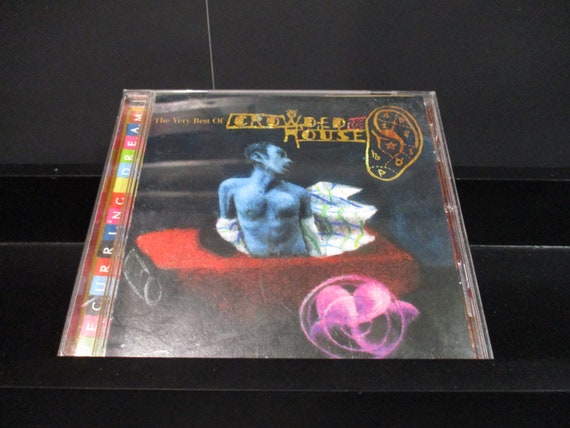 The Very Best Of CROWDED HOUSE
RECURRING DREAM